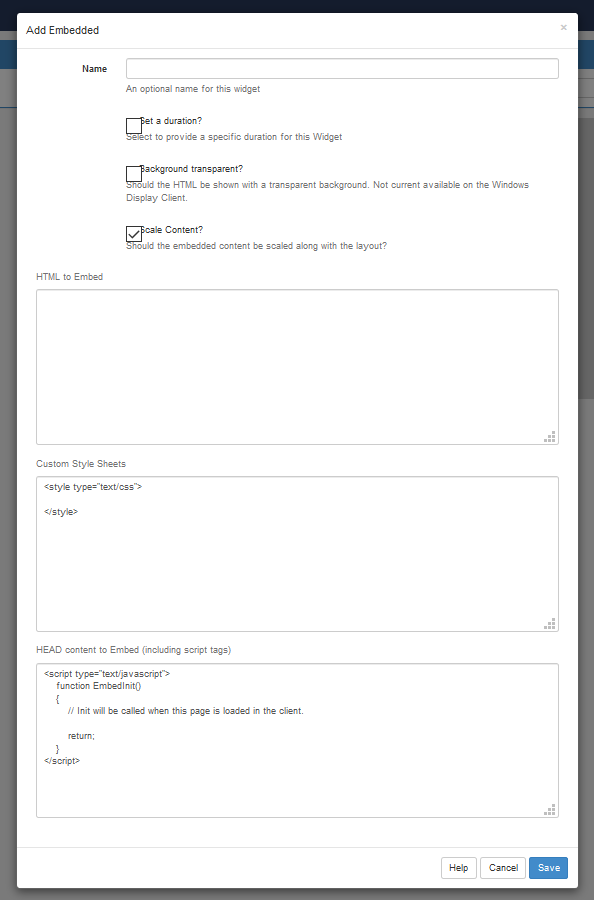 Add Embedded
×
Name
An optional name for this widget
Set a duration?
Select to provide a specific duration for this Widget
Background transparent?
Should the HTML be shown with a transparent background. Not current available on the Windows
Display Client.
Scale Content?
Should the embedded content be scaled along with the layout?
HTML to Embed
Custom Style Sheets
<style type="text/css">
</style>
HEAD content to Embed (including script tags)
<script type="text/javascript">
function EmbedInit()
{
// Init will be called when this page is loaded in the client.
return;
}
</script>
Help Cancel Save